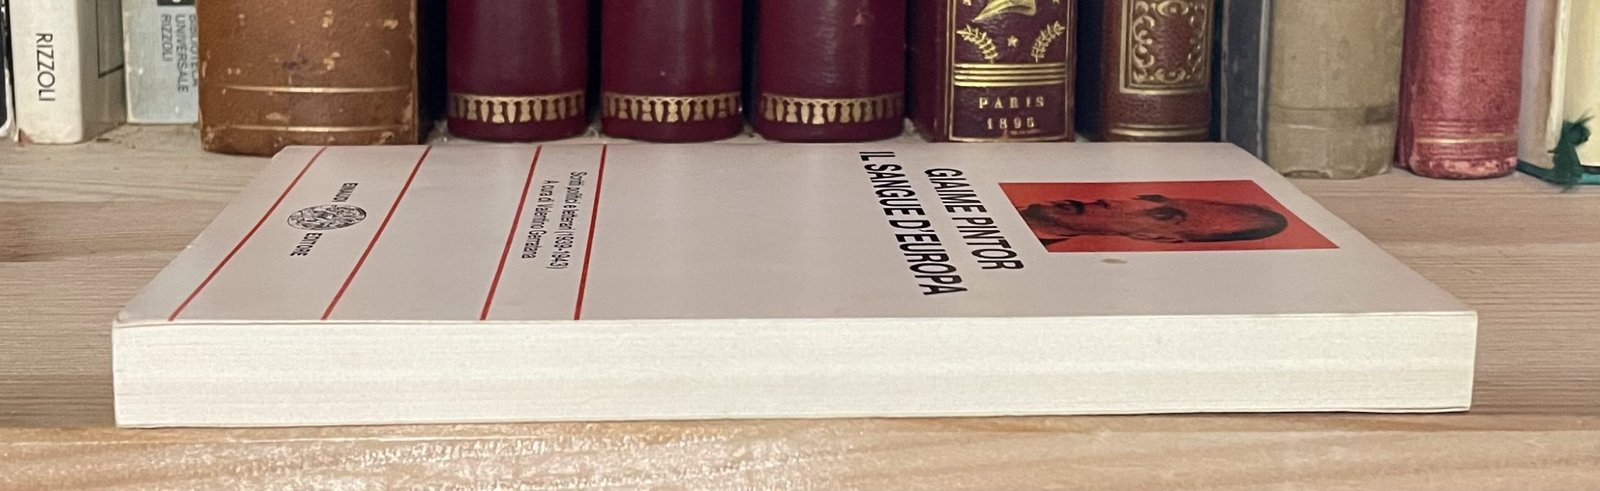 GIAIME PINTOR
IL SANGUE D'EUROPA
Scritti politici e letterari (1939-1943)
A cura di Valentino Gerratana
EINAUDI EDITORE
RIZZOLI
BIBLIOTECA
UNIVERSALE
RIZZOLI
PARIS
1895